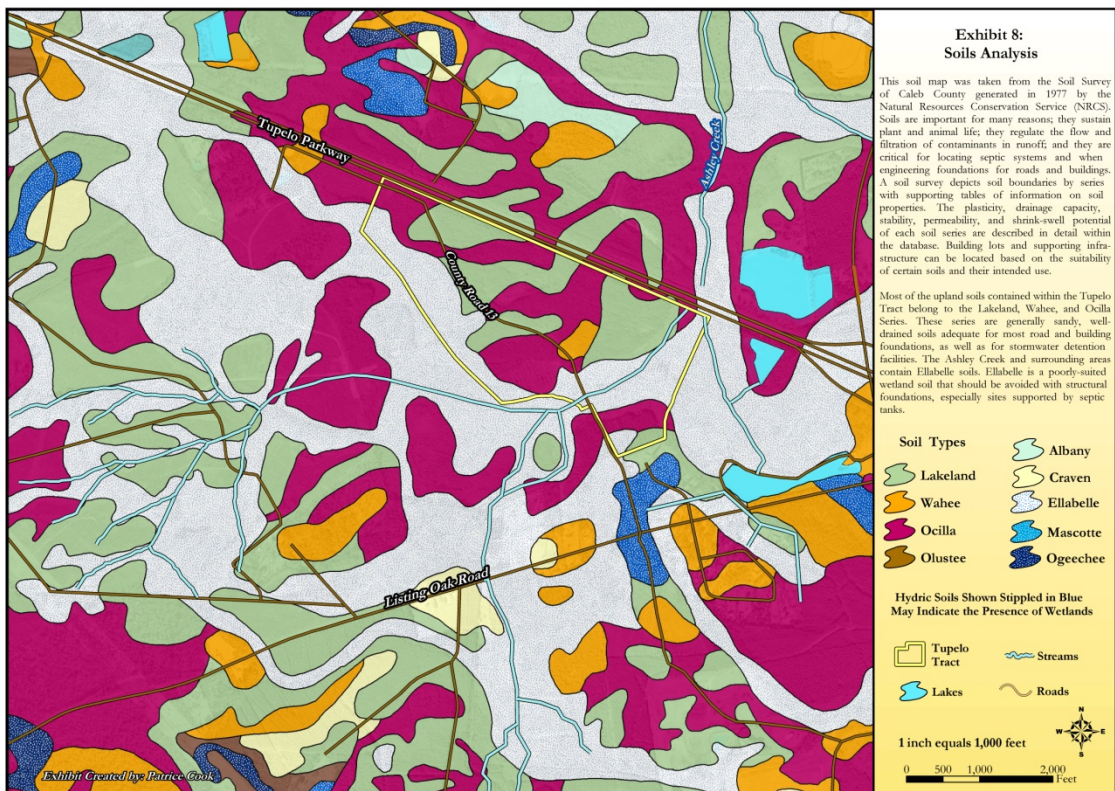 Tupelo Parkway
Ashley Creek
County Road 13
Listing Oak Road
Exhibit Created by: Patrice Cook
Exhibit 8:
Soils Analysis
This soil map was taken from the Soil Survey
of Caleb County generated in 1977 by the
Natural Resources Conservation Service (NRCS).
Soils are important for many reasons; they sustain
plant and animal life; they regulate the flow and
filtration of contaminants in runoff; and they are
critical for locating septic systems and when
engineering foundations for roads and buildings.
A soil survey depicts soil boundaries by series
with supporting tables of information on soil
properties. The plasticity, drainage capacity,
stability, permeability, and shrink-swell potential
of each soil series are described in detail within
the database. Building lots and supporting infra-
structure can be located based on the suitability
of certain soils and their intended use.
Most of the upland soils contained within the Tupelo
Tract belong to the Lakeland, Wahee, and Ocilla
Series. These series are generally sandy, well-
drained soils adequate for most road and building
foundations, as well as for stormwater detention
facilities. The Ashley Creek and surrounding areas
contain Ellabelle soils. Ellabelle is a poorly-suited
wetland soil that should be avoided with structural
foundations, especially sites supported by septic
tanks.
Soil Types
Lakeland
Wahee
Ocilla
Olustee
Albany
Craven
Ellabelle
Mascotte
Ogeechee
Hydric Soils Shown Stippled in Blue
May Indicate the Presence of Wetlands
Tupelo
Tract
Streams
Lakes
Roads
1 inch equals 1,000 feet
N
W E
S
0 500 1,000 2,000
Feet